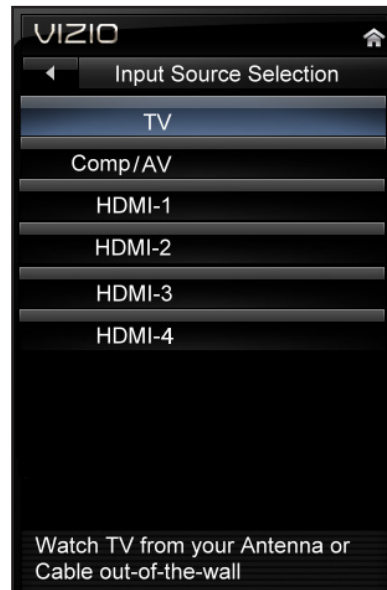 VIZIO
Input Source Selection
TV
Comp/AV
HDMI-1
HDMI-2
HDMI-3
HDMI-4
Watch TV from your Antenna or
Cable out-of-the-wall